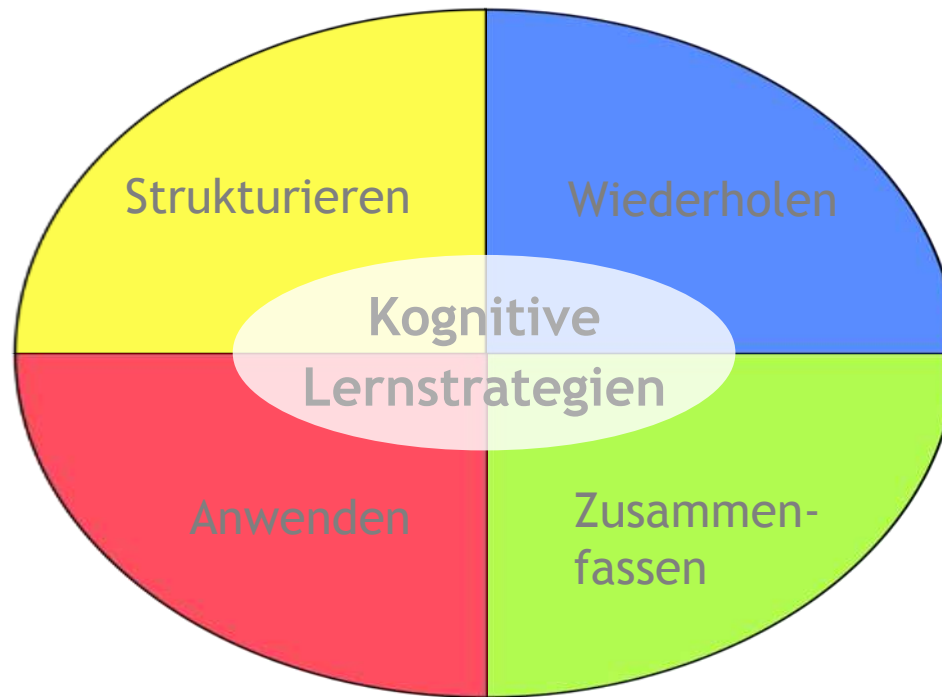 Strukturieren
Wiederholen
Kognitive
Lernstrategien
Anwenden
Zusammen-
fassen